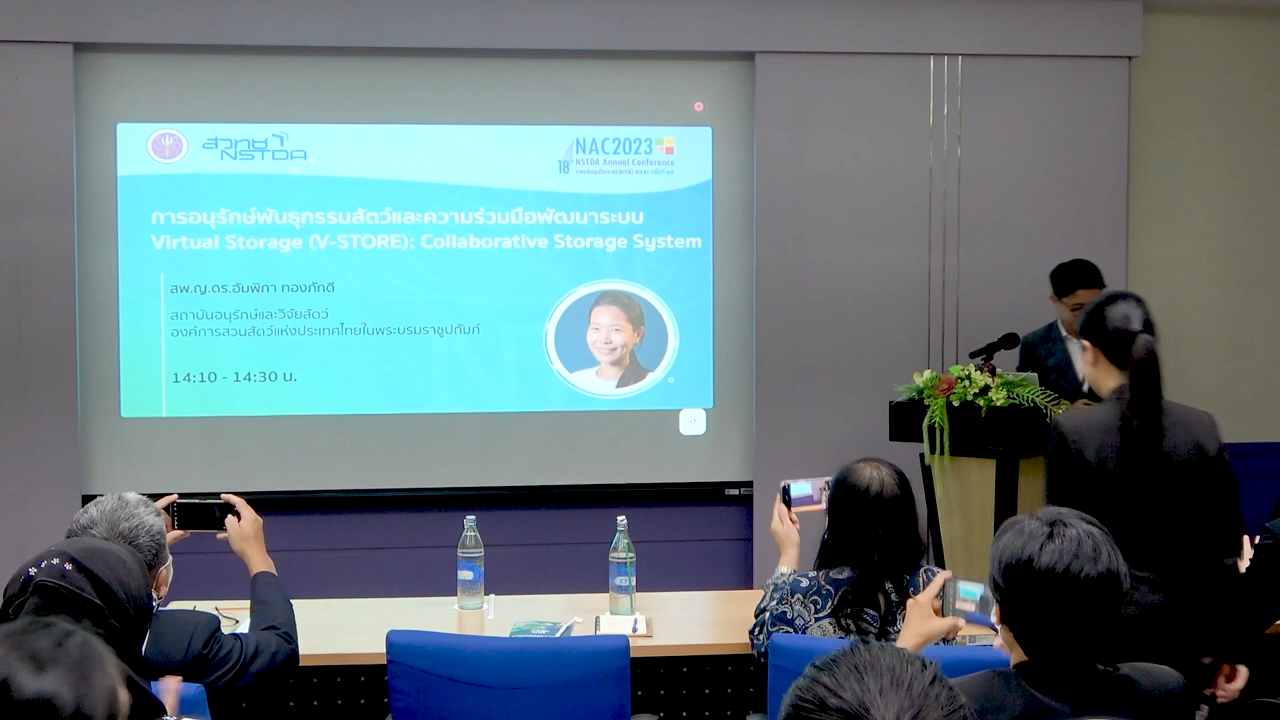 สวทช
NSTDA
18
NAC2023
NSTDA Annual Conference
การอนุรักษ์พันธุกรรมสัตว์และความร่วมมือพัฒนาระบบ
Virtual Storage (V-STORE): Collaborative Storage System
สพ.ญ.ดร.อัมพิกา ทองภักดี
สถาบันอนุรักษ์และวิจัยสัตว์
องค์การสวนสัตว์แห่งประเทศไทยในพระบรมราชูปถัมภ์
14:10 - 14:30 น.